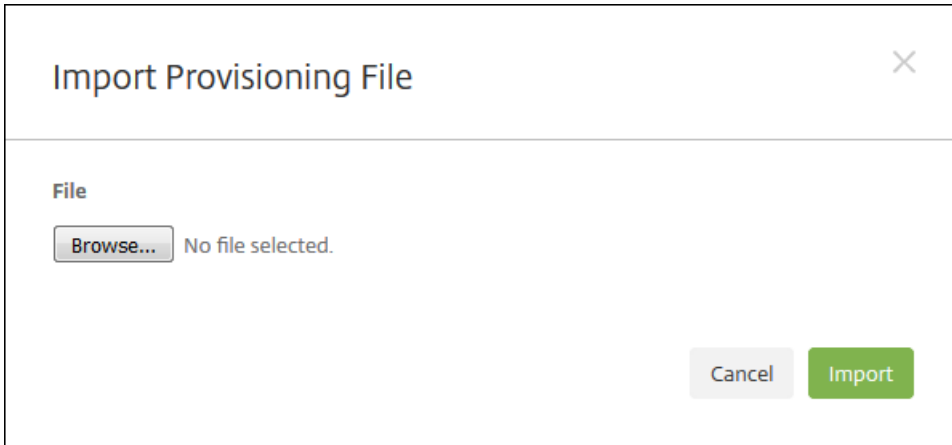 Import Provisioning File
File
Browse... No file selected.
Cancel Import